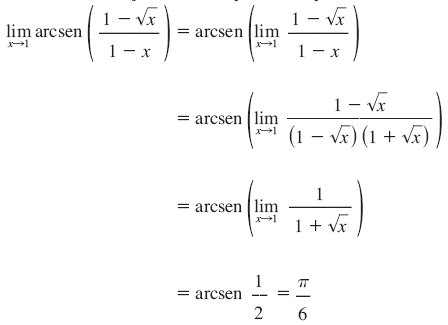 lim x→1 arcsen ( (1 − √x) / (1 − x) ) = arcsen ( lim x→1 (1 − √x) / (1 − x) )
= arcsen ( lim x→1 (1 − √x) / ((1 − √x)(1 + √x)) )
= arcsen ( lim x→1 1 / (1 + √x) )
= arcsen 1/2 = π/6